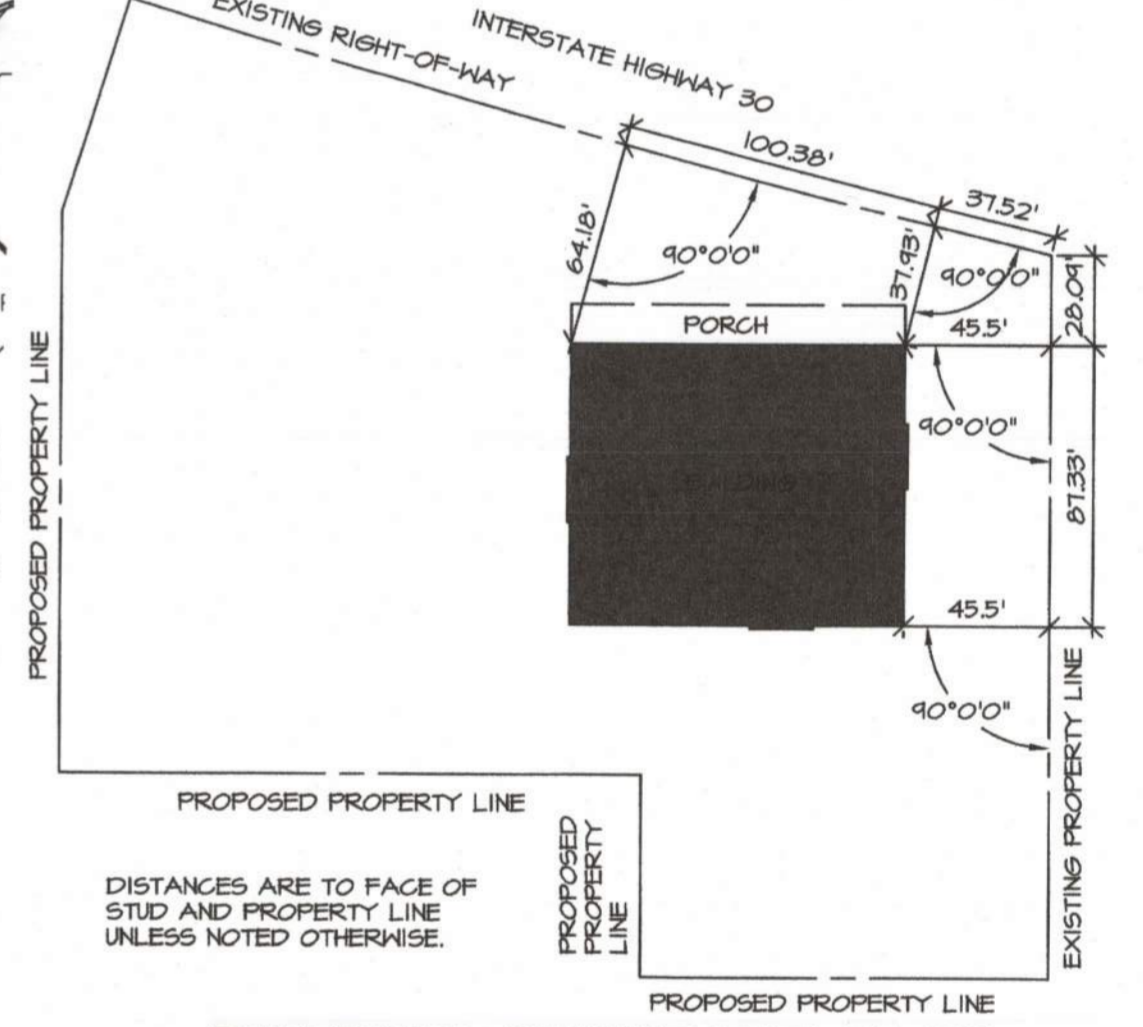 EXISTING RIGHT-OF-WAY
INTERSTATE HIGHWAY 30
100.38'
37.52'
64.18'
90°0'0"
37.93'
90°0'0"
28.09'
PORCH
45.5'
90°0'0"
87.33'
BUILDING
45.5'
90°0'0"
PROPOSED PROPERTY LINE
EXISTING PROPERTY LINE
PROPOSED PROPERTY LINE
PROPOSED
PROPERTY
LINE
DISTANCES ARE TO FACE OF
STUD AND PROPERTY LINE
UNLESS NOTED OTHERWISE.
PROPOSED PROPERTY LINE